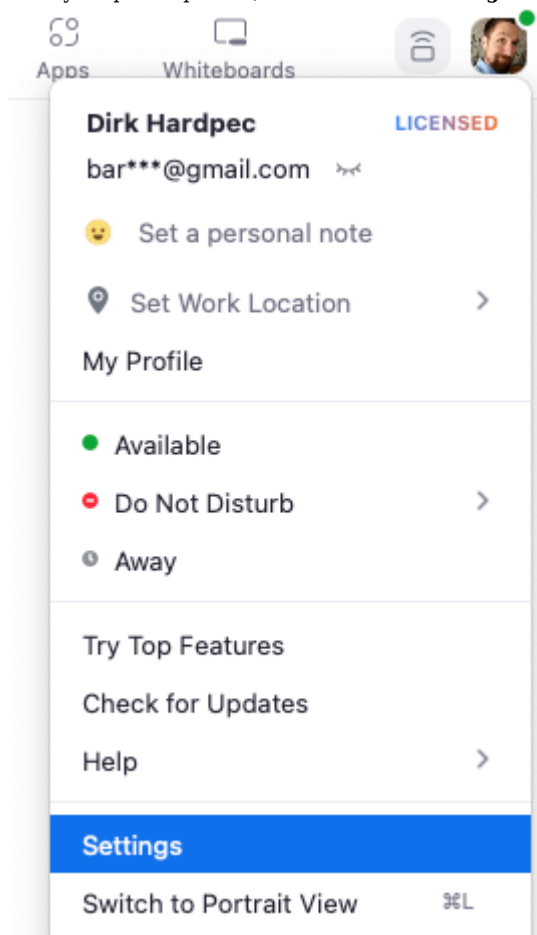 Apps Whiteboards
Dirk Hardpec LICENSED
bar***@gmail.com
Set a personal note
Set Work Location
My Profile
Available
Do Not Disturb
Away
Try Top Features
Check for Updates
Help
Settings
Switch to Portrait View ⌘L